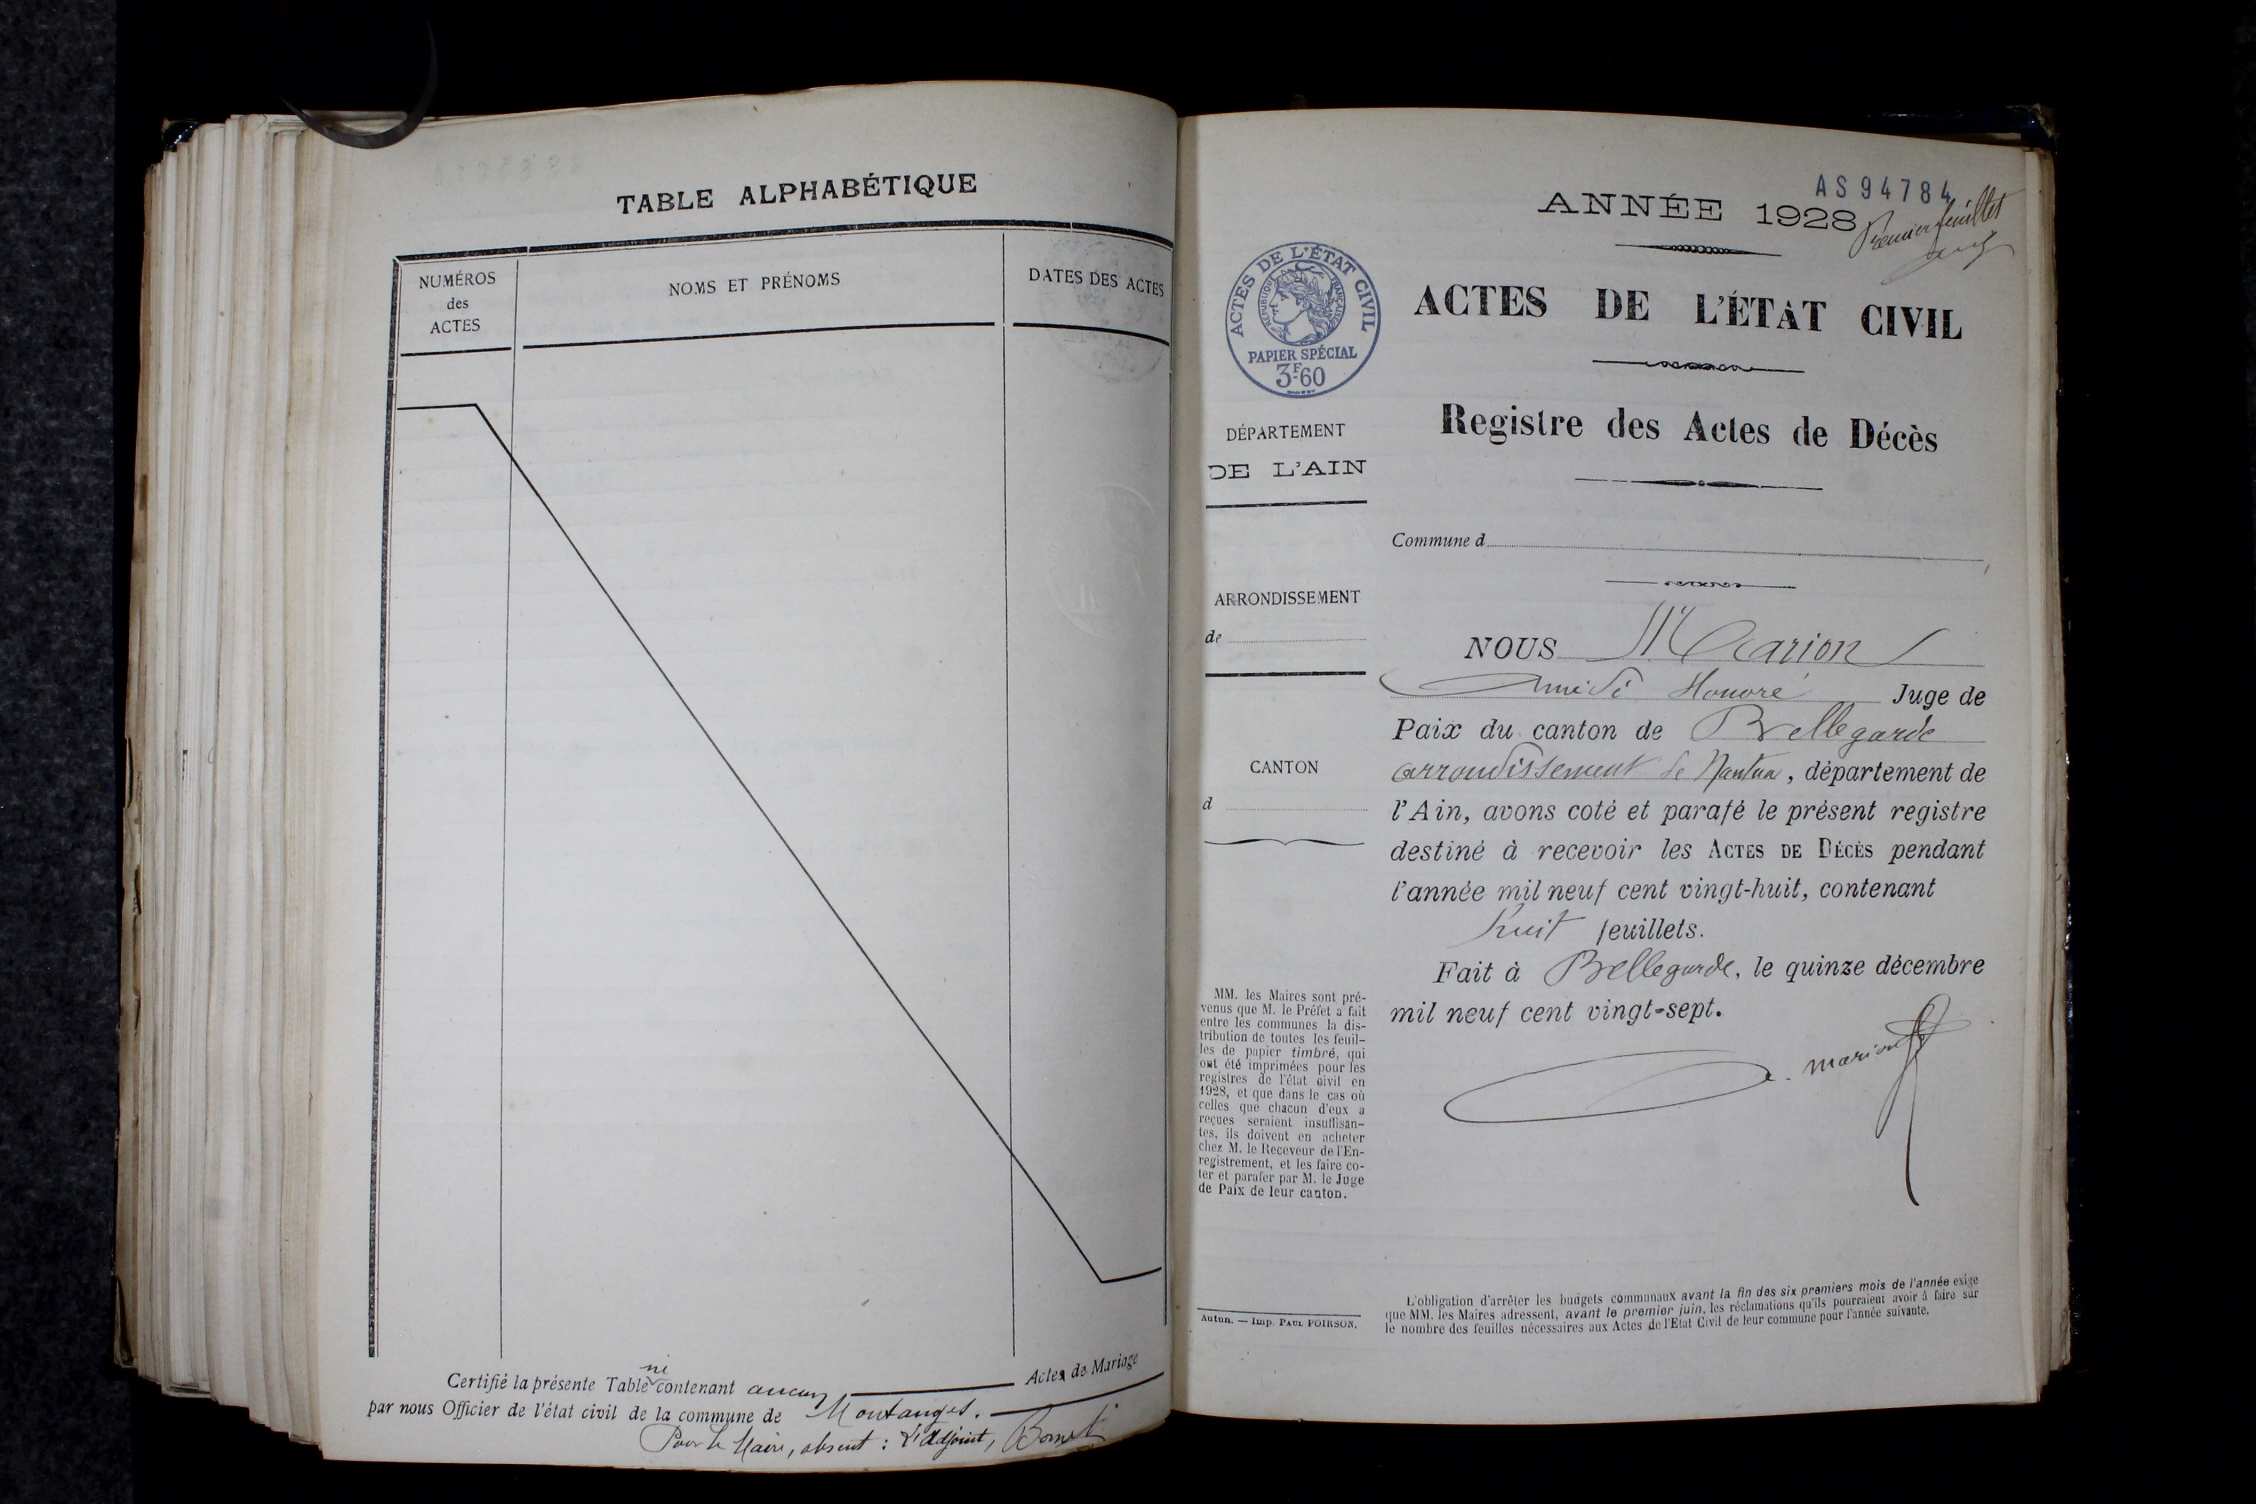 TABLE ALPHABÉTIQUE
NUMÉROS
des
ACTES
NOMS ET PRÉNOMS
DATES DES ACTES
ni
Certifié la présente Table contenant aucun Actes de Mariage
par nous Officier de l'état civil de la commune de Montanges.
Pour le Maire, absent : L'adjoint,
AS94784
ANNÉE 1928
Premier feuillet
ACTES DE L'ÉTAT CIVIL
RÉPUBLIQUE FRANÇAISE
PAPIER SPÉCIAL
3F60
ACTES DE L'ÉTAT CIVIL
Registre des Actes de Décès
DÉPARTEMENT
DE L'AIN
Commune d
ARRONDISSEMENT
de
CANTON
d
NOUS Marion
Amédé Honoré Juge de
Paix du canton de Bellegarde
arrondissement de Nantua, département de
l'Ain, avons coté et parafé le présent registre
destiné à recevoir les ACTES DE DÉCÈS pendant
l'année mil neuf cent vingt-huit, contenant
huit feuillets.
Fait à Bellegarde, le quinze décembre
mil neuf cent vingt-sept.
a. marion
MM. les Maires sont pré-
venus que M. le Préfet a fait
entre les communes la dis-
tribution de toutes les feuil-
les de papier timbré, qui
ont été imprimées pour les
registres de l'état civil en
1928, et que dans le cas où
celles que chacun d'eux a
reçues seraient insuffisan-
tes, ils doivent en acheter
chez M. le Receveur de l'En-
registrement, et les faire co-
ter et parafer par M. le Juge
de Paix de leur canton.
Autun. — Imp. PAUL POIRSON.
L'obligation d'arrêter les budgets communaux avant la fin des six premiers mois de l'année exige
que MM. les Maires adressent, avant le premier juin, les réclamations qu'ils pourraient avoir à faire sur
le nombre des feuilles nécessaires aux Actes de l'Etat Civil de leur commune pour l'année suivante.